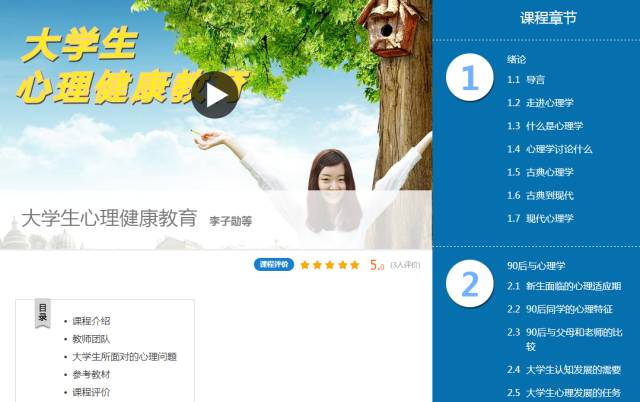 大学生
心理健康教育
大学生心理健康教育 李子勋等
课程评价 5.0 (3人评价)
目录
• 课程介绍
• 教师团队
• 大学生所面对的心理问题
• 参考教材
• 课程评价
课程章节
1 绪论
1.1 导言
1.2 走进心理学
1.3 什么是心理学
1.4 心理学讨论什么
1.5 古典心理学
1.6 古典到现代
1.7 现代心理学
2 90后与心理学
2.1 新生面临的心理适应期
2.2 90后同学的心理特征
2.3 90后与父母和老师的比
较
2.4 大学生认知发展的需要
2.5 大学生心理发展的任务